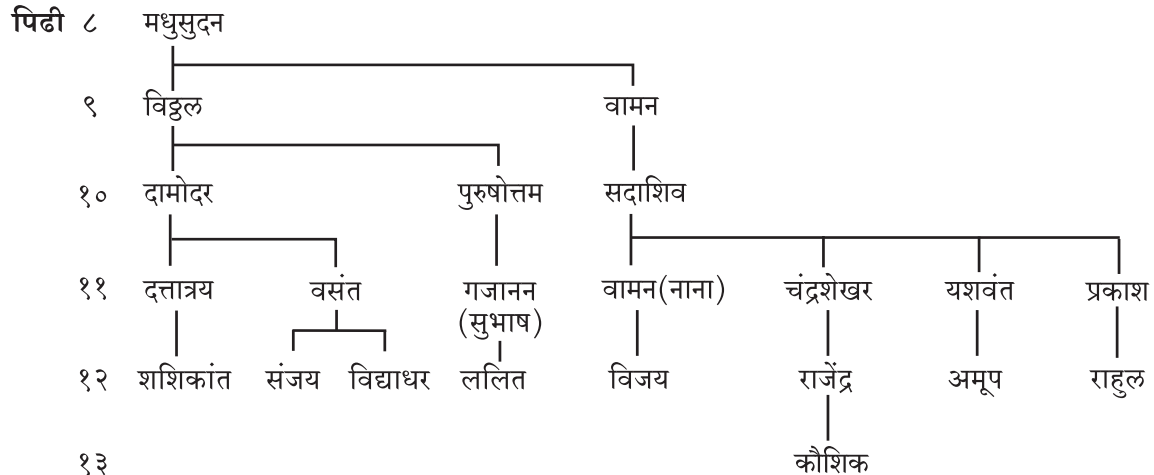 पिढी ८ मधुसुदन
९ विठ्ठल वामन
१० दामोदर पुरुषोत्तम सदाशिव
११ दत्तात्रय वसंत गजानन वामन(नाना) चंद्रशेखर यशवंत प्रकाश
(सुभाष)
१२ शशिकांत संजय विद्याधर ललित विजय राजेंद्र अमूप राहुल
१३ कौशिक